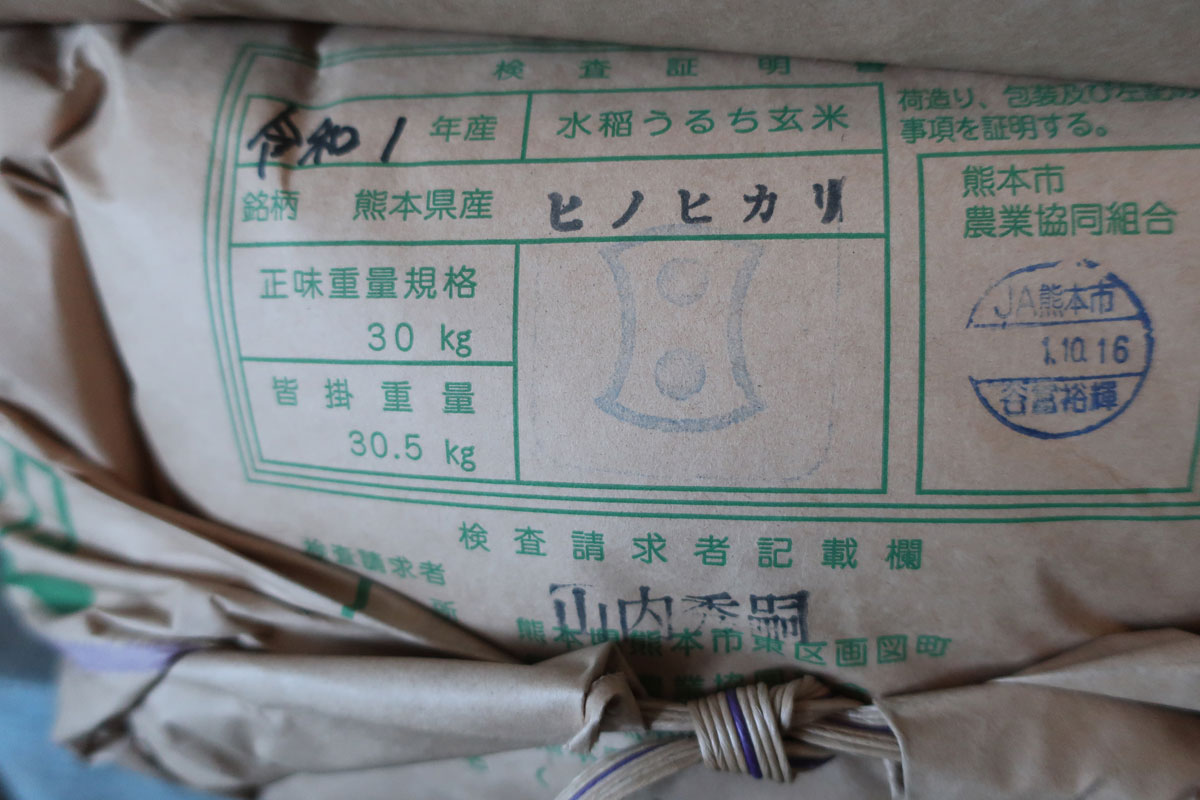 検査証明
令和1年産 水稲うるち玄米
銘柄 熊本県産 ヒノヒカリ
正味重量規格
30 kg
皆掛重量
30.5 kg
荷造り、包装及び
事項を証明する。
熊本市
農業協同組合
JA熊本市
1.10.16
検査請求者記載欄
検査請求者
山内秀嗣
熊本市東区画図町